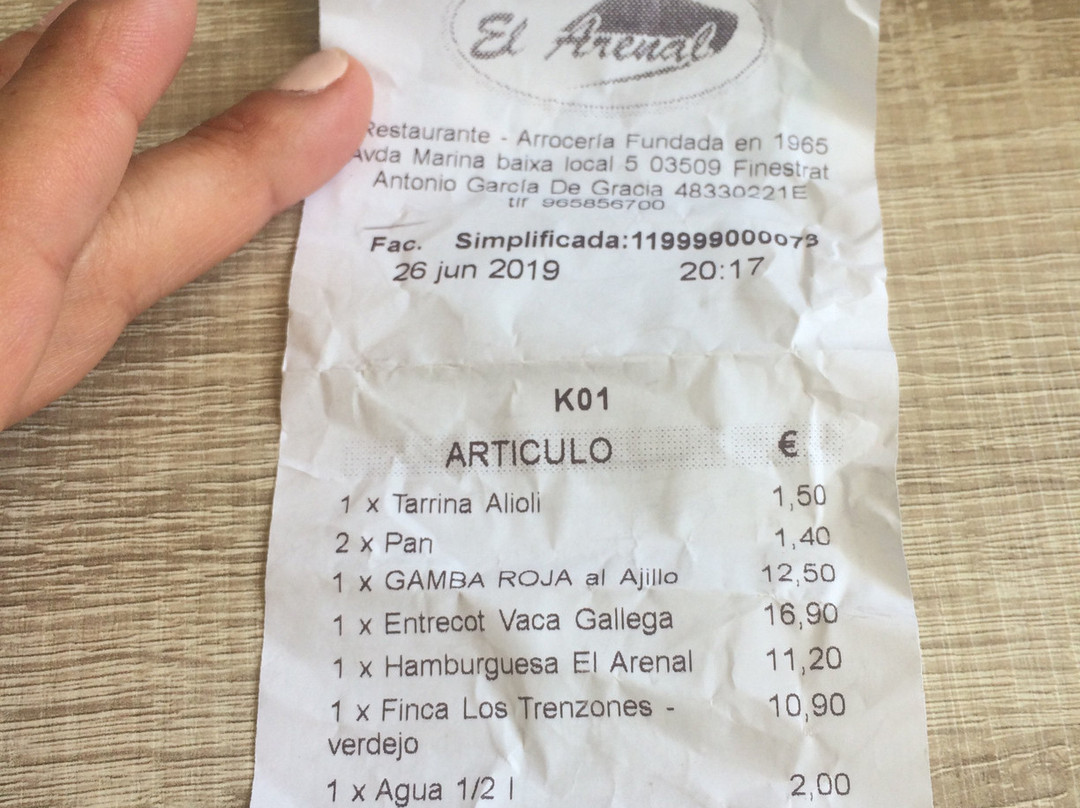 El Arenal
Restaurante - Arrocería Fundada en 1965
Avda Marina baixa local 5 03509 Finestrat
Antonio García De Gracia 48330221E
tlf 965856700
Fac. Simplificada:119999000073
26 jun 2019 20:17
K01
ARTICULO €
1 x Tarrina Alioli 1,50
2 x Pan 1,40
1 x GAMBA ROJA al Ajillo 12,50
1 x Entrecot Vaca Gallega 16,90
1 x Hamburguesa El Arenal 11,20
1 x Finca Los Trenzones - 10,90
verdejo
1 x Agua 1/2 l 2,00